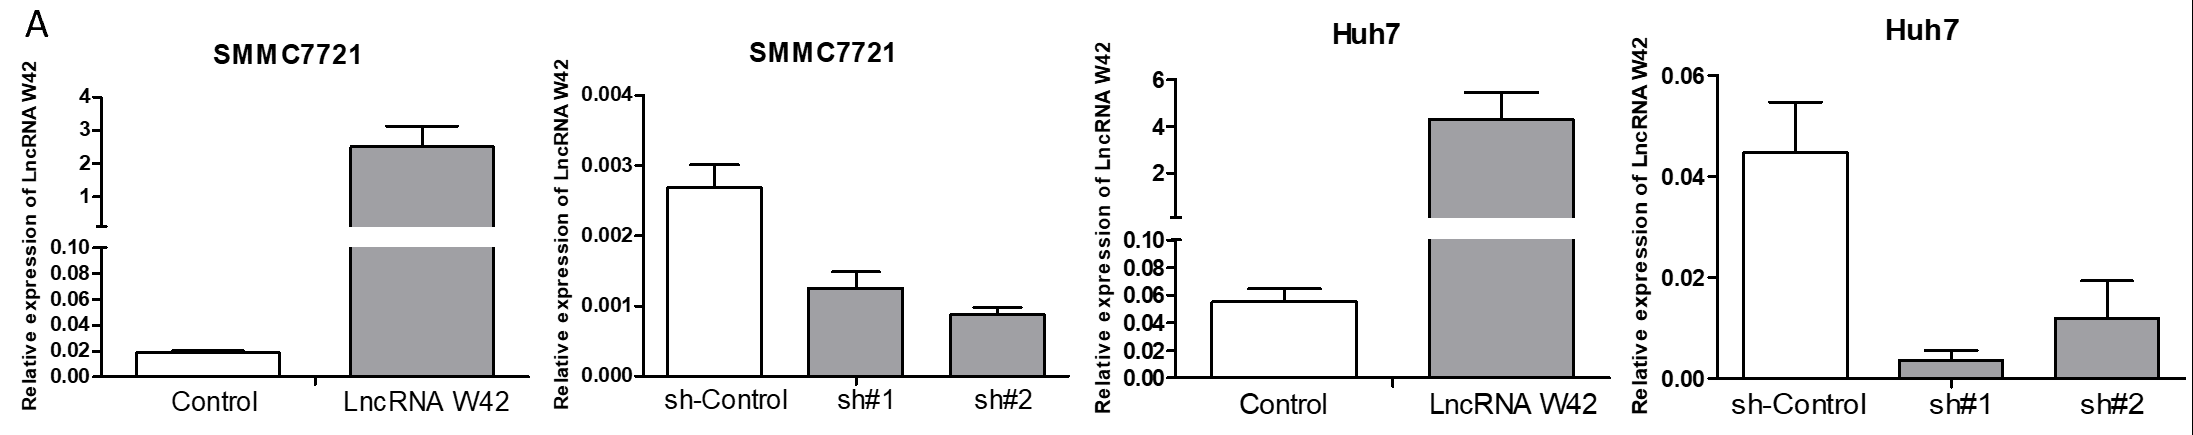 A
SMMC7721
Relative expression of LncRNA W42
4
3
2
1
0.10
0.08
0.06
0.04
0.02
0.00
Control
LncRNA W42
SMMC7721
Relative expression of LncRNA W42
0.004
0.003
0.002
0.001
0.000
sh-Control
sh#1
sh#2
Huh7
Relative expression of LncRNA W42
6
4
2
0.10
0.08
0.06
0.04
0.02
0.00
Control
LncRNA W42
Huh7
Relative expression of LncRNA W42
0.06
0.04
0.02
0.00
sh-Control
sh#1
sh#2